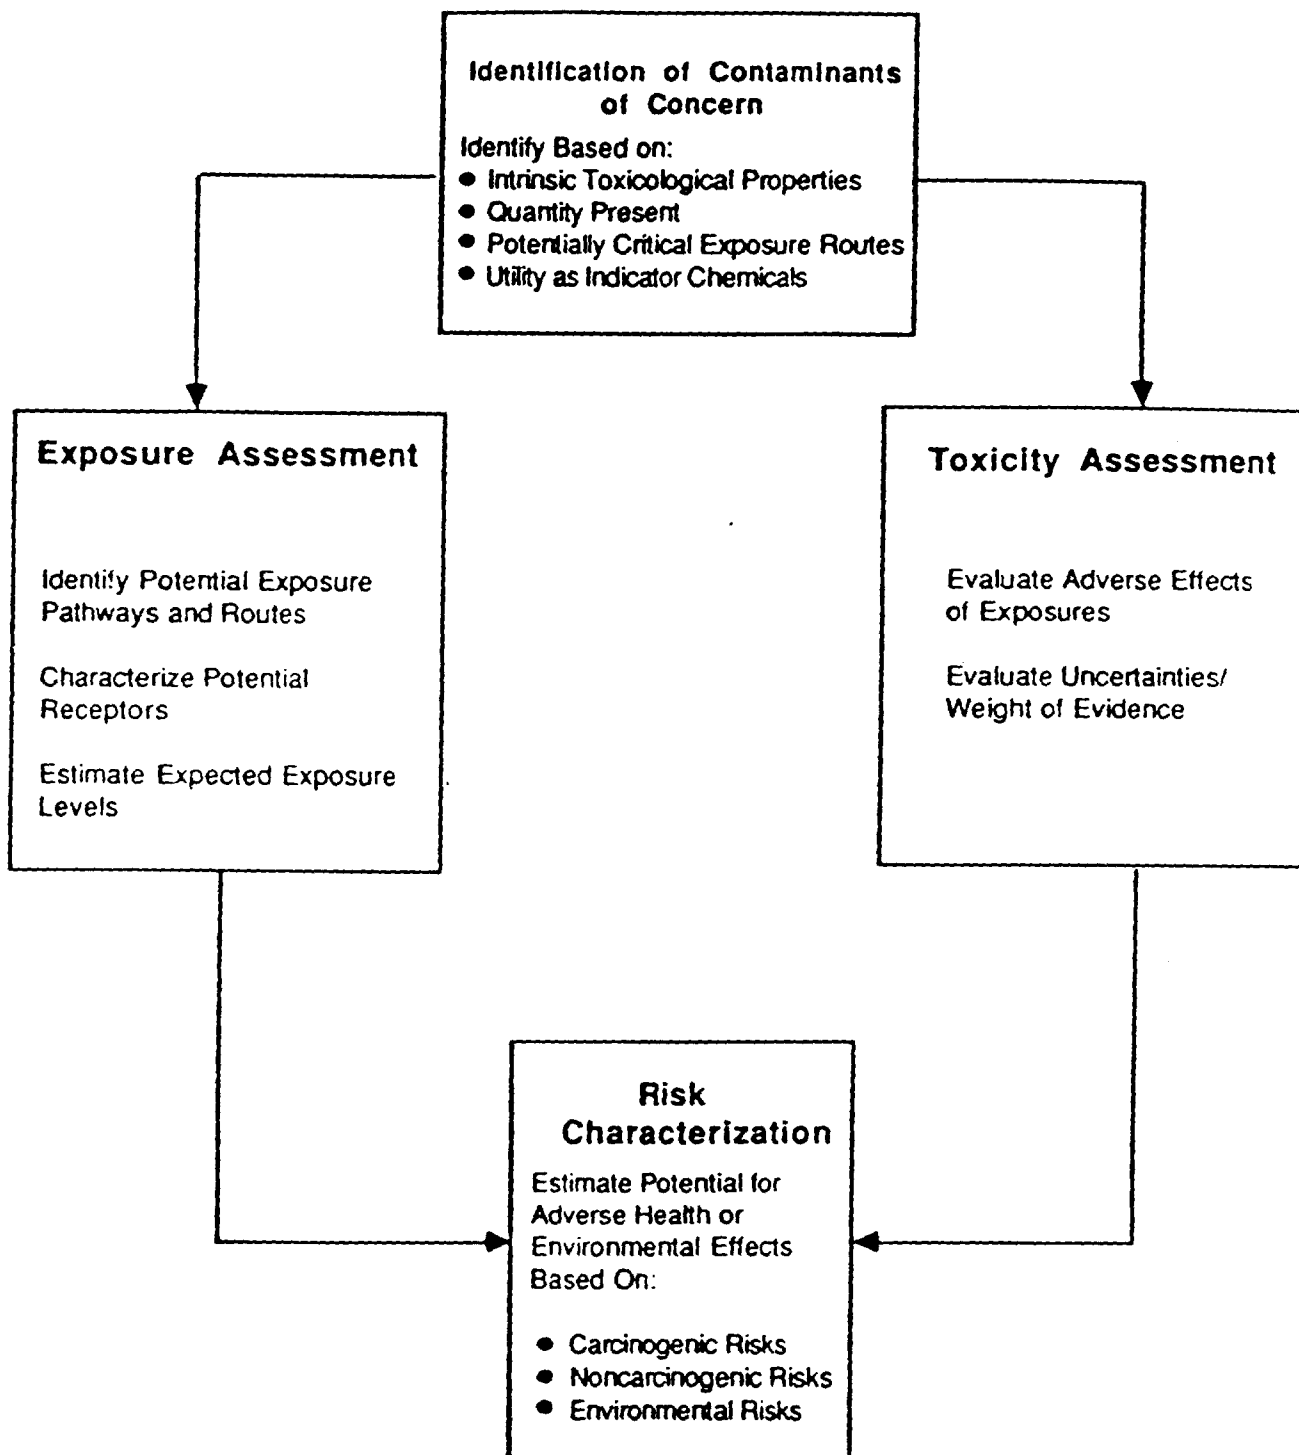 Identification of Contaminants
of Concern
Identify Based on:
● Intrinsic Toxicological Properties
● Quantity Present
● Potentially Critical Exposure Routes
● Utility as Indicator Chemicals
Exposure Assessment
Identify Potential Exposure
Pathways and Routes
Characterize Potential
Receptors
Estimate Expected Exposure
Levels
Toxicity Assessment
Evaluate Adverse Effects
of Exposures
Evaluate Uncertainties/
Weight of Evidence
Risk
Characterization
Estimate Potential for
Adverse Health or
Environmental Effects
Based On:
● Carcinogenic Risks
● Noncarcinogenic Risks
● Environmental Risks